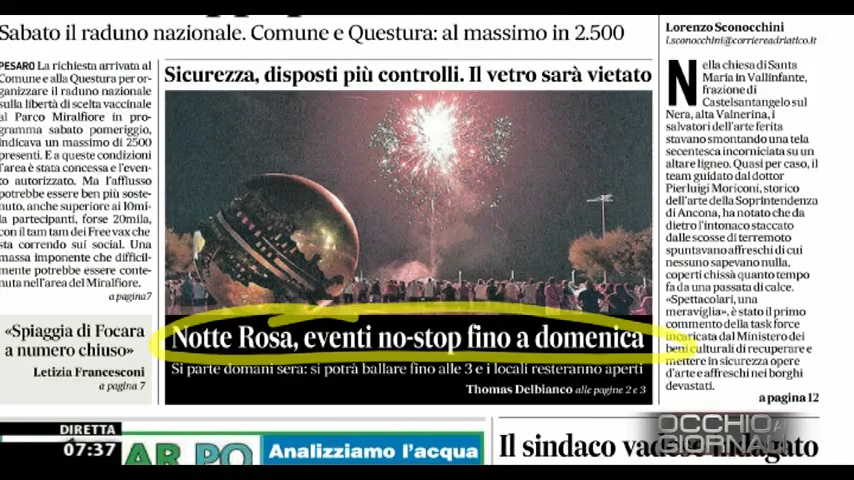 Sabato il raduno nazionale. Comune e Questura: al massimo in 2.500
PESARO La richiesta arrivata al
Comune e alla Questura per or-
ganizzare il raduno nazionale
sulla libertà di scelta vaccinale
al Parco Miralfiore in pro-
gramma sabato pomeriggio,
indicava un massimo di 2500
presenti. E a queste condizioni
l'area è stata concessa e l'even-
to autorizzato. Ma l'afflusso
potrebbe essere ben più soste-
nuto, anche superiore ai 10mi-
la partecipanti, forse 20mila,
con il tam tam dei Free vax che
sta correndo sui social. Una
massa imponente che difficil-
mente potrebbe essere conte-
nuta nell'area del Miralfiore.
a pagina 7
«Spiaggia di Focara
a numero chiuso»
Letizia Francesconi
a pagina 7
Sicurezza, disposti più controlli. Il vetro sarà vietato
Notte Rosa, eventi no-stop fino a domenica
Si parte domani sera: si potrà ballare fino alle 3 e i locali resteranno aperti
Thomas Delbianco alle pagine 2 e 3
Lorenzo Sconocchini
l.sconocchini@corriereadriatico.it
Nella chiesa di Santa
Maria in Vallinfante,
frazione di
Castelsantangelo sul
Nera, alta Valnerina, i
salvatori dell'arte ferita
stavano smontando una tela
secentesca incorniciata su un
altare ligneo. Quasi per caso, il
team guidato dal dottor
Pierluigi Moriconi, storico
dell'arte della Soprintendenza
di Ancona, ha notato che da
dietro l'intonaco staccato
dalle scosse di terremoto
spuntavano affreschi di cui
nessuno sapevano nulla,
coperti chissà quanto tempo
fa da una passata di calce.
«Spettacolari, una
meraviglia», è stato il primo
commento della task force
incaricata dal Ministero dei
beni culturali di recuperare e
mettere in sicurezza opere
d'arte e affreschi nei borghi
devastati.
a pagina 12
DIRETTA
07:37
AR PO
Analizziamo l'acqua
Il sindaco
OCCHIO AI
GIORNALI